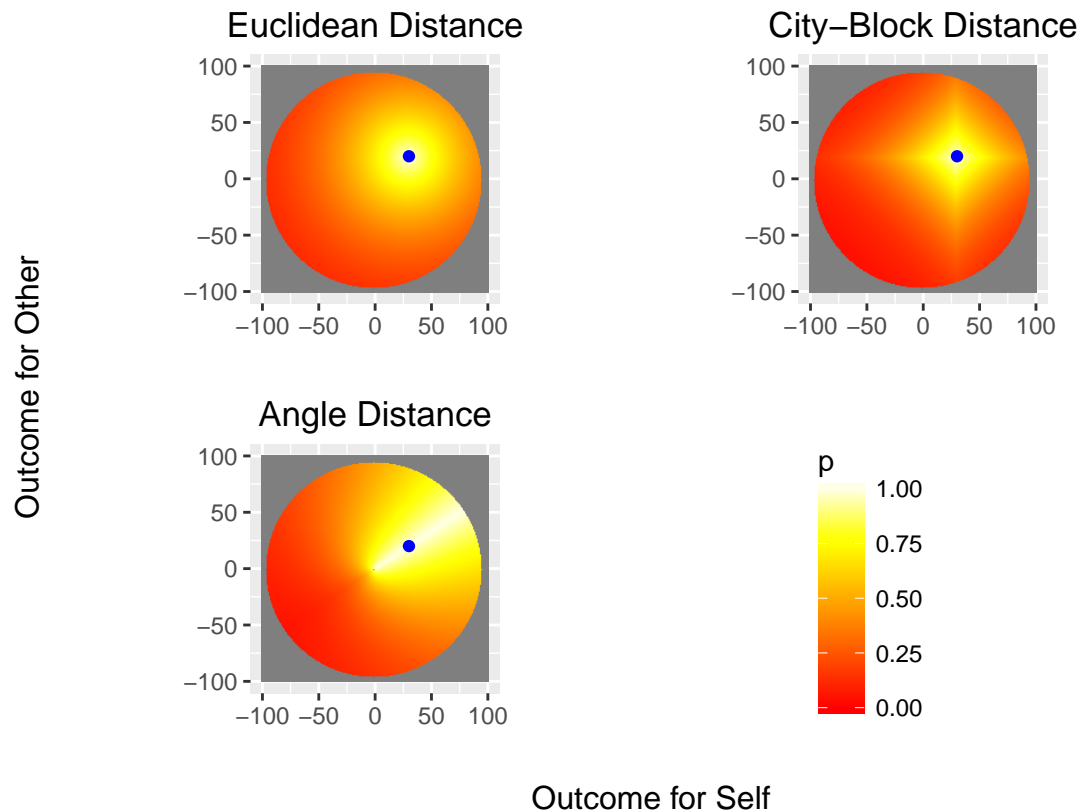 Euclidean Distance
100
50
0
−50
−100
−100 −50 0 50 100
City−Block Distance
100
50
0
−50
−100
−100 −50 0 50 100
Outcome for Other
Angle Distance
100
50
0
−50
−100
−100 −50 0 50 100
p
1.00
0.75
0.50
0.25
0.00
Outcome for Self